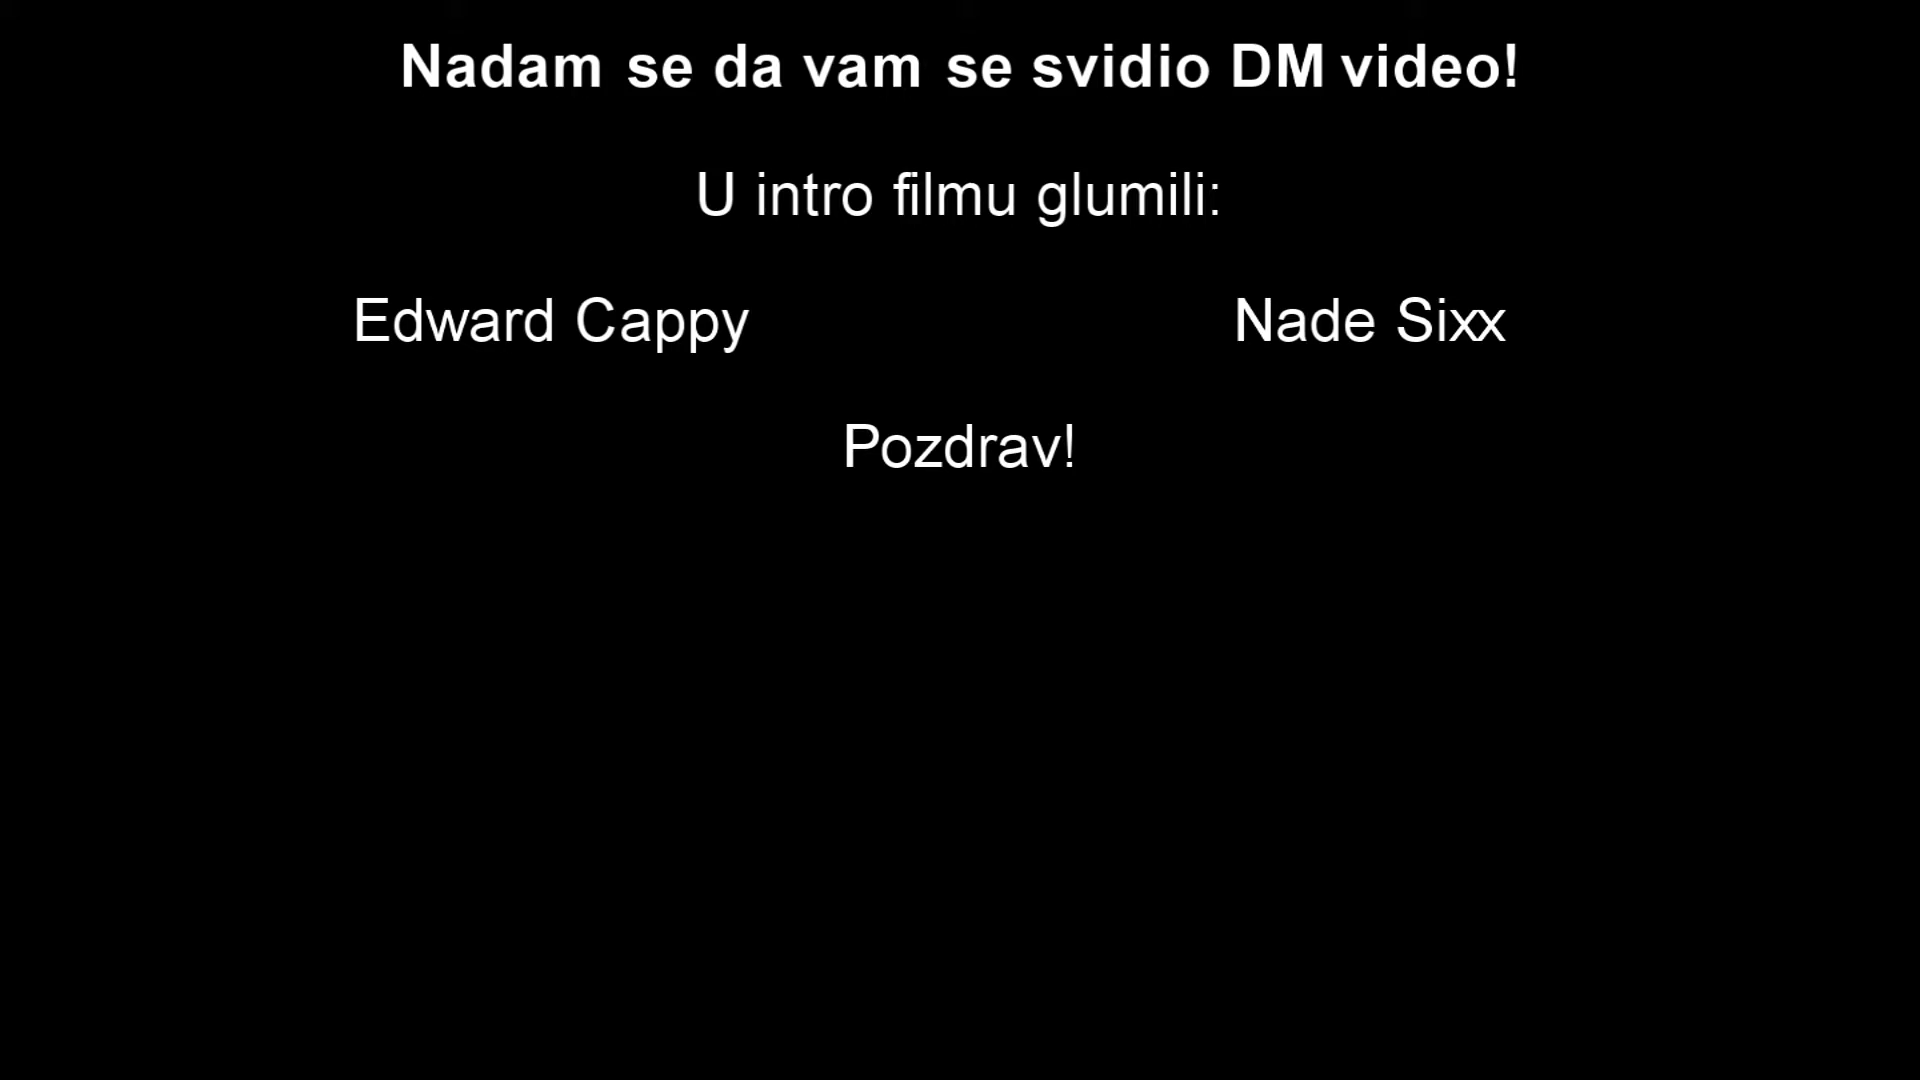 Nadam se da vam se svidio DM video!
U intro filmu glumili:
Edward Cappy Nade Sixx
Pozdrav!